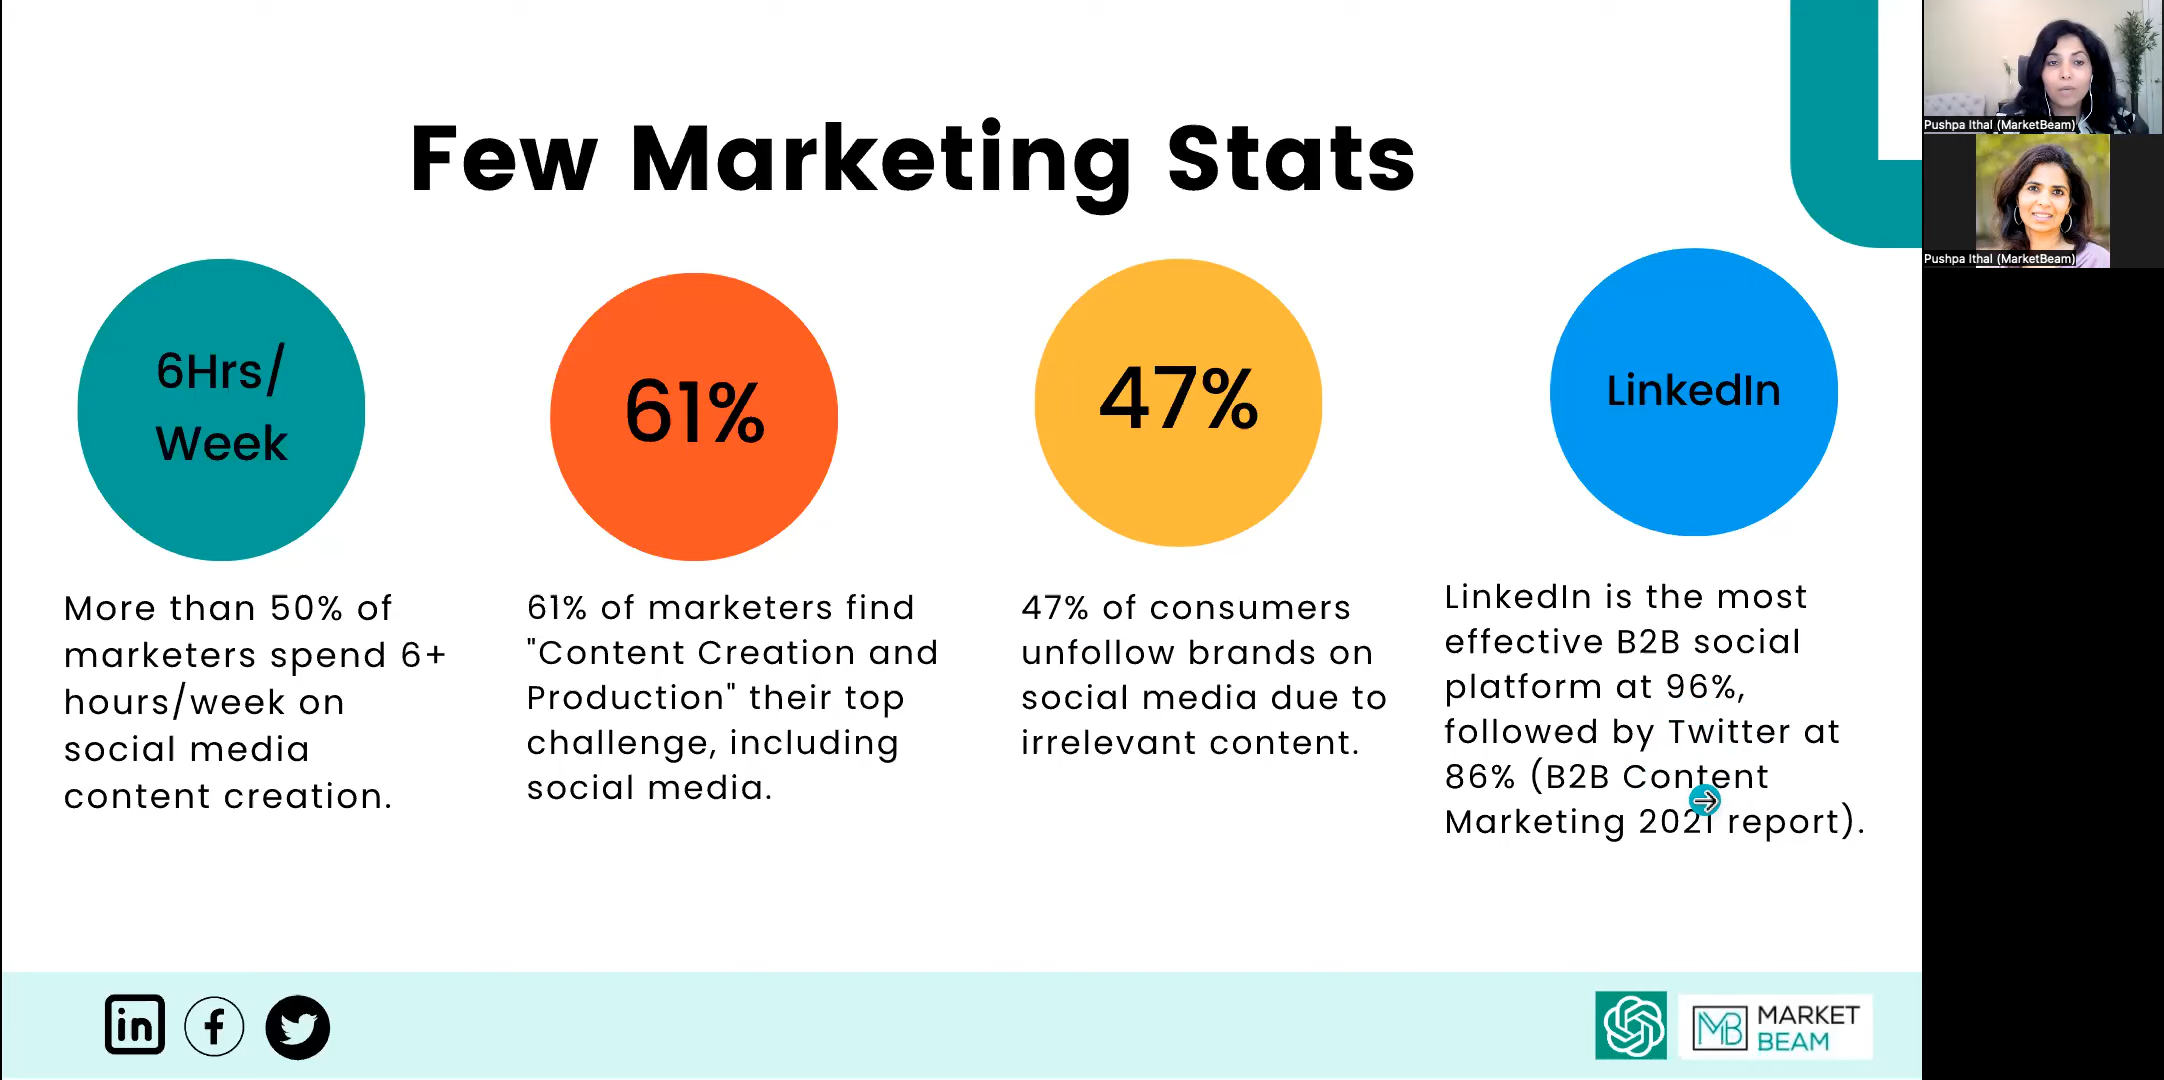 Few Marketing Stats
6Hrs/
Week
61%
47%
LinkedIn
More than 50% of
marketers spend 6+
hours/week on
social media
content creation.
61% of marketers find
"Content Creation and
Production" their top
challenge, including
social media.
47% of consumers
unfollow brands on
social media due to
irrelevant content.
LinkedIn is the most
effective B2B social
platform at 96%,
followed by Twitter at
86% (B2B Content
Marketing 2021 report).
in
f
MB
MARKET
BEAM
Pushpa Ithal (MarketBeam)
Pushpa Ithal (MarketBeam)